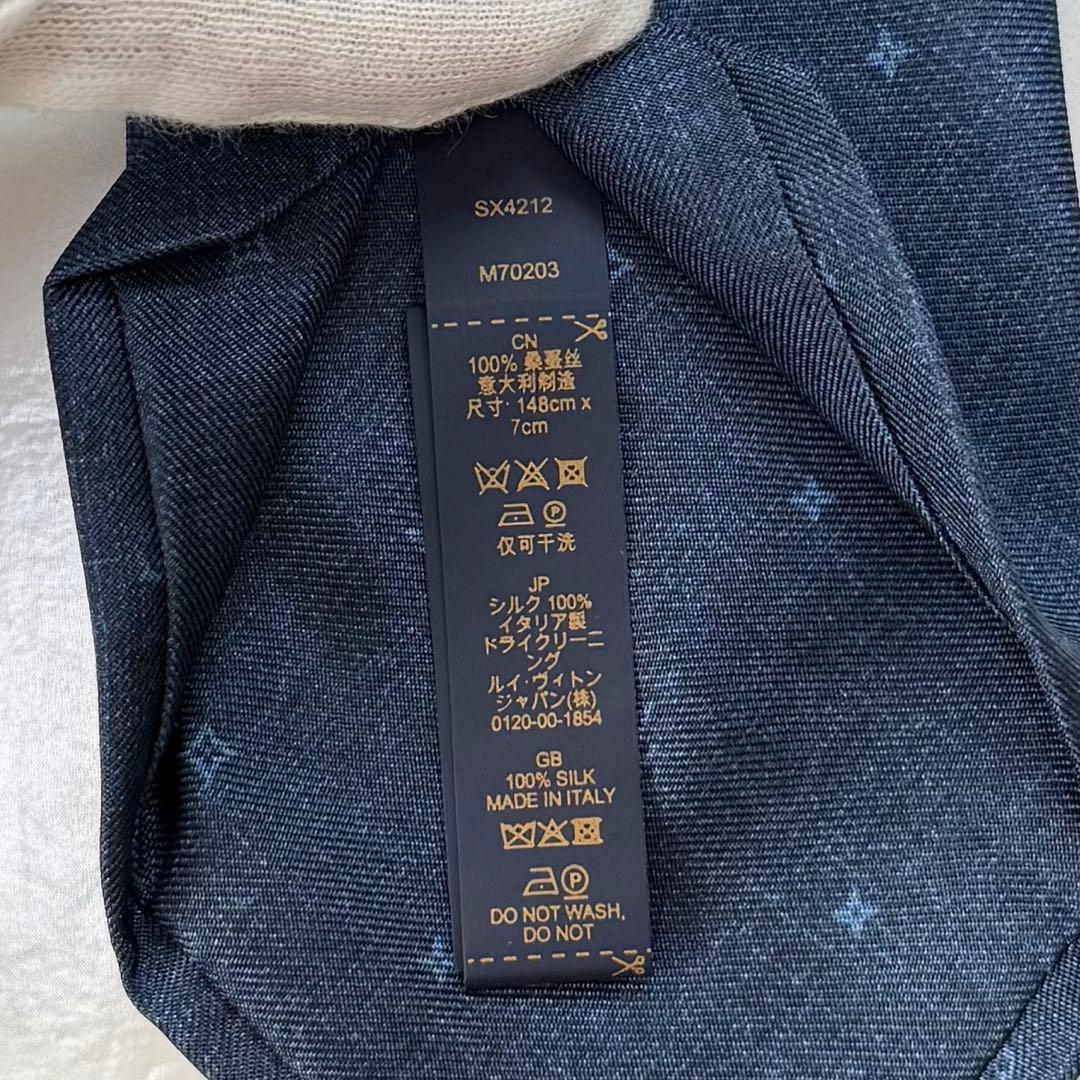 SX4212
M70203
CN
100% 桑蚕丝
意大利制造
尺寸· 148cm x
7cm
P
仅可干洗
JP
シルク 100%
イタリア製
ドライクリーニ
ング
ルイ·ヴィトン
ジャパン(株)
0120-00-1854
GB
100% SILK
MADE IN ITALY
P
DO NOT WASH,
DO NOT